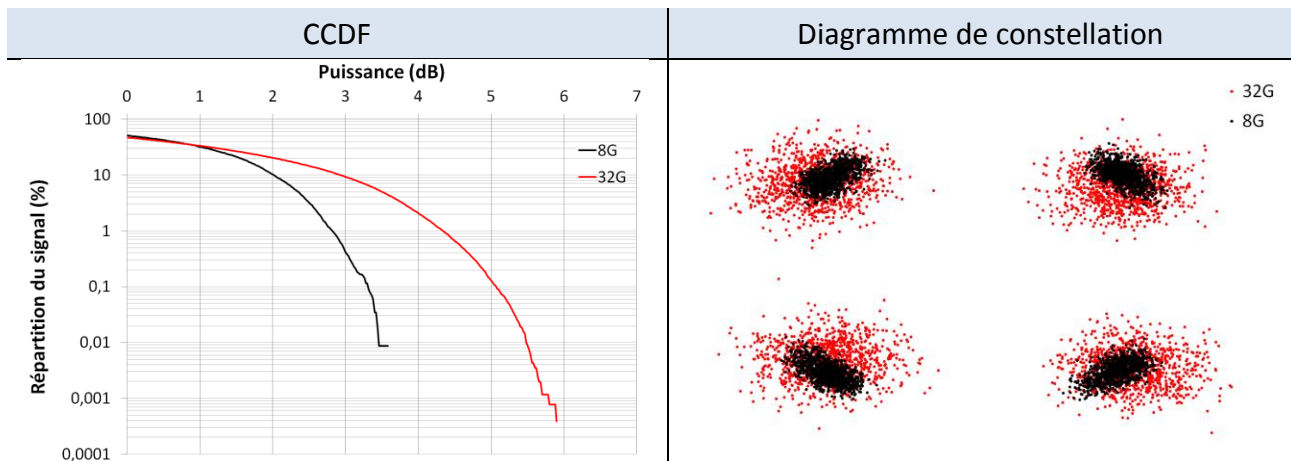 CCDF
Diagramme de constellation
Puissance (dB)
0 1 2 3 4 5 6 7
100
10
1
0,1
0,01
0,001
0,0001
Répartition du signal (%)
8G
32G
32G
8G